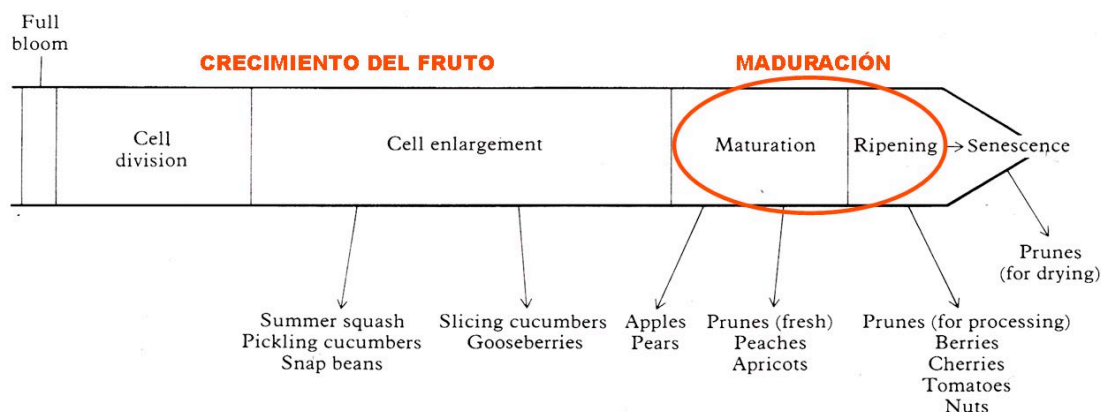 Full
bloom
CRECIMIENTO DEL FRUTO
MADURACIÓN
Cell
division
Cell enlargement
Maturation
Ripening
Senescence
Prunes
(for drying)
Summer squash
Pickling cucumbers
Snap beans
Slicing cucumbers
Gooseberries
Apples
Pears
Prunes (fresh)
Peaches
Apricots
Prunes (for processing)
Berries
Cherries
Tomatoes
Nuts